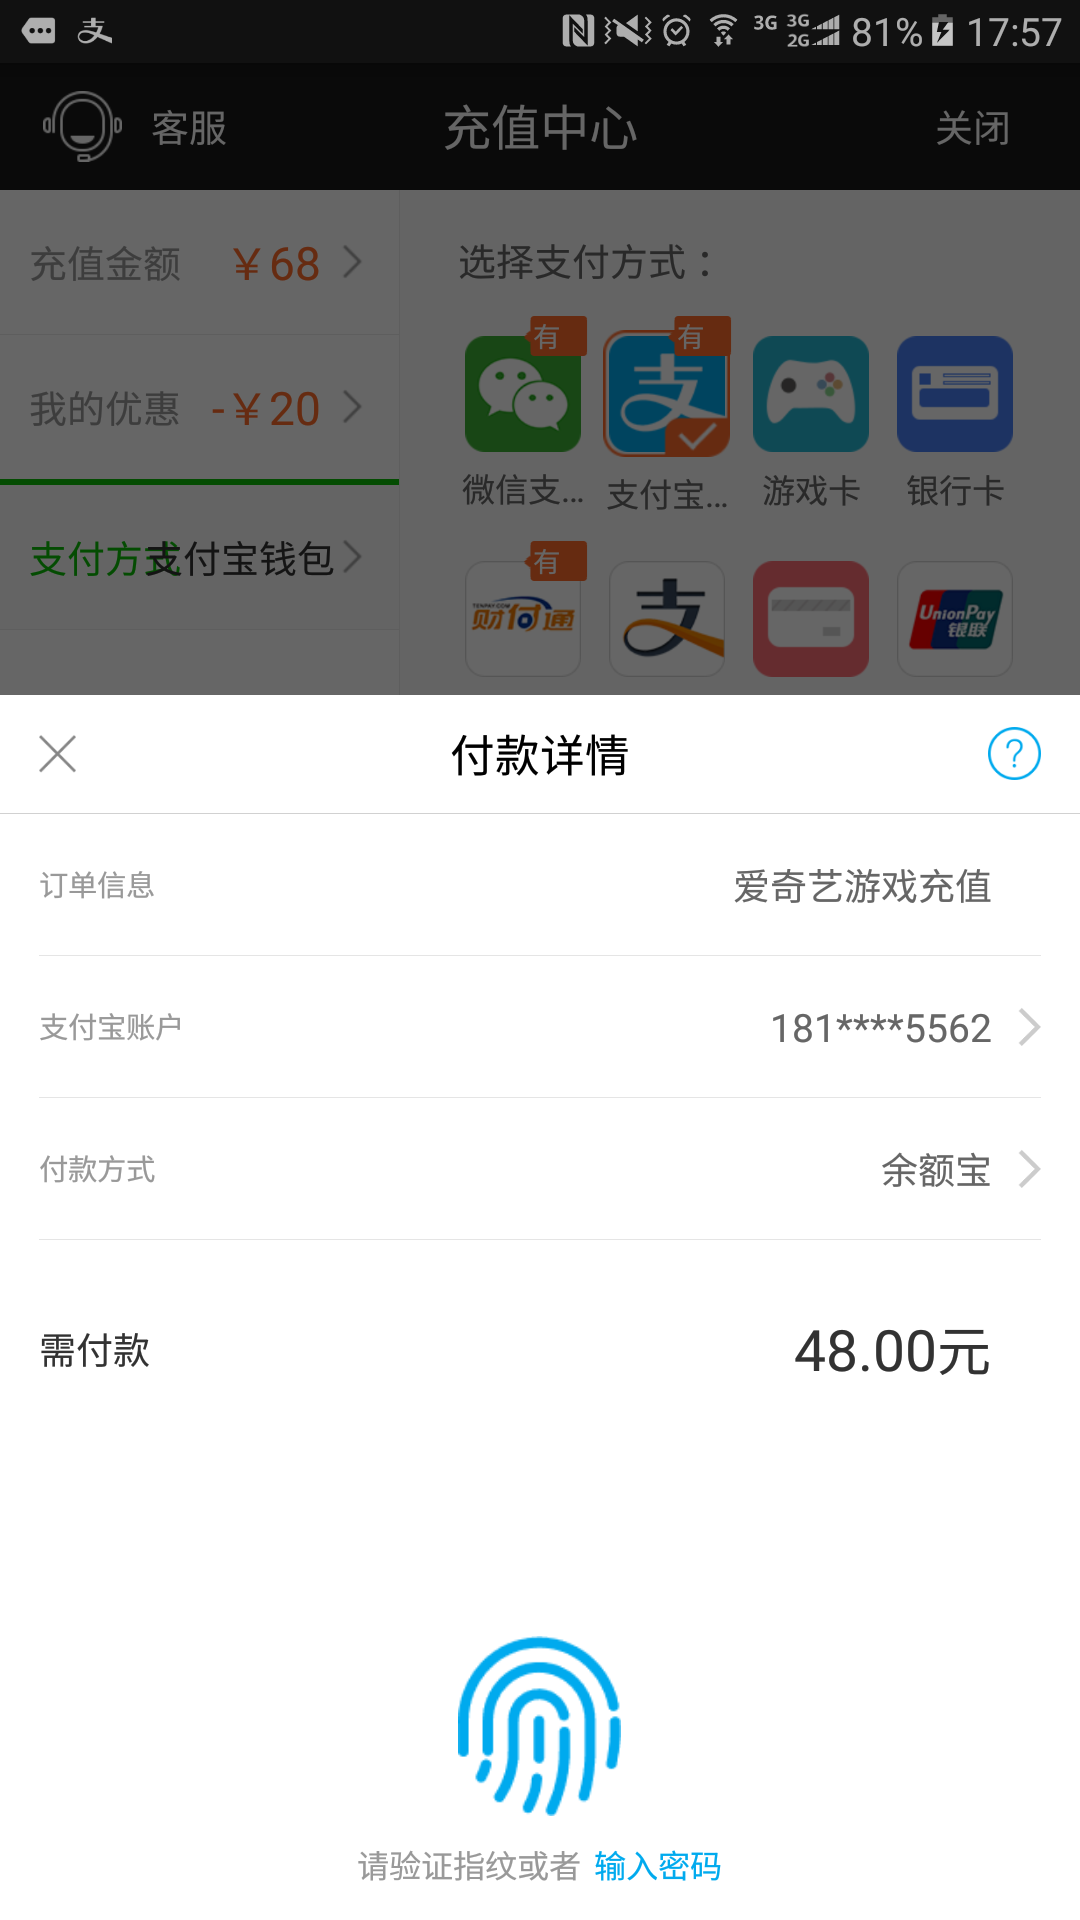 3G 3G 2G 81% 17:57
客服 充值中心 关闭
充值金额 ￥68
选择支付方式：
有 有
支
我的优惠 -￥20
微信支... 支付宝... 游戏卡 银行卡
支付方式 支付宝钱包
有
TENPAY.COM
财付通
支
UnionPay
银联
付款详情 ?
订单信息 爱奇艺游戏充值
支付宝账户 181****5562
付款方式 余额宝
需付款 48.00元
请验证指纹或者 输入密码